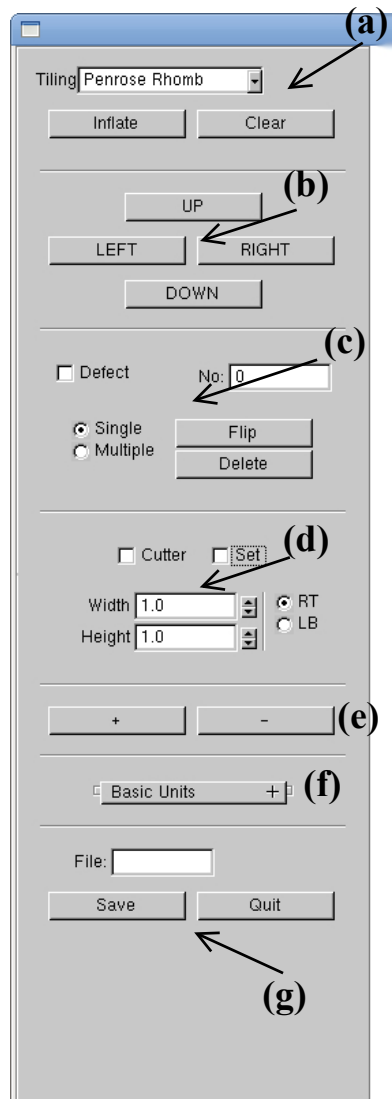 (a)
Tiling Penrose Rhomb
Inflate Clear
(b)
UP
LEFT RIGHT
DOWN
(c)
Defect No: 0
Single Flip
Multiple Delete
(d)
Cutter Set
Width 1.0 RT
Height 1.0 LB
+ - (e)
Basic Units + (f)
File:
Save Quit
(g)